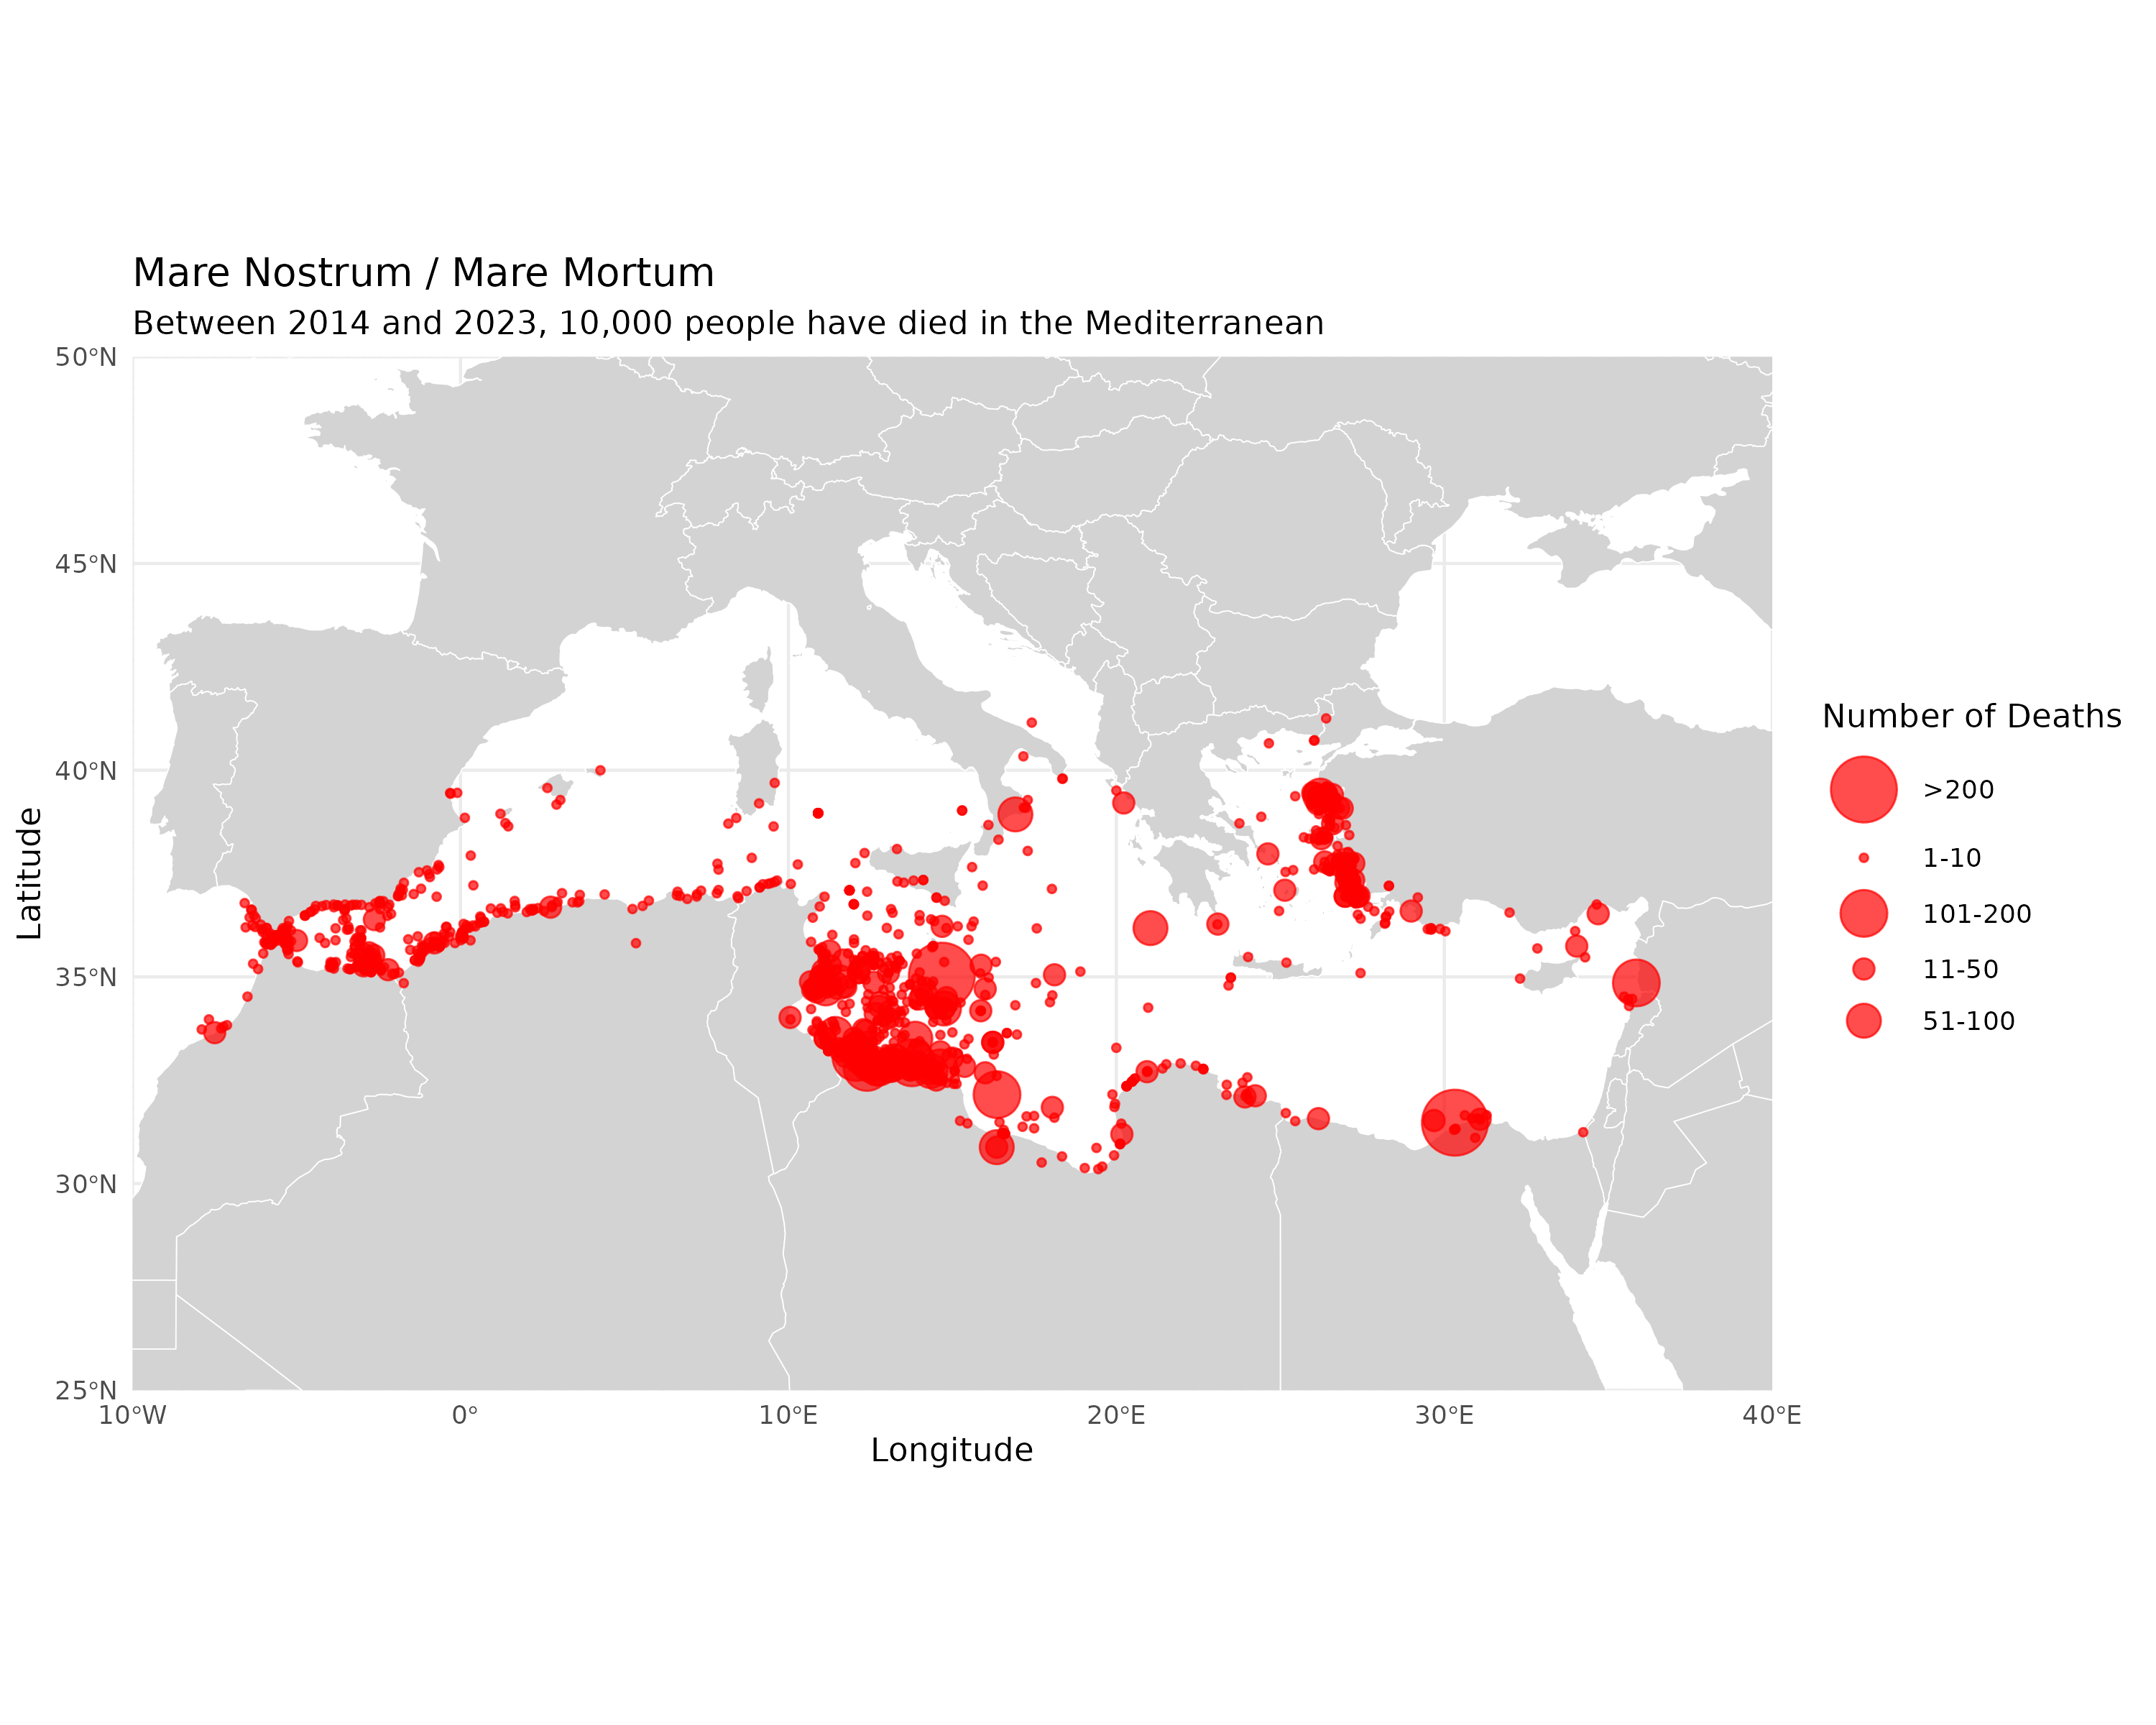 Mare Nostrum / Mare Mortum
Between 2014 and 2023, 10,000 people have died in the Mediterranean
50°N
45°N
40°N
35°N
30°N
25°N
Latitude
10°W
0°
10°E
20°E
30°E
40°E
Longitude
Number of Deaths
>200
1-10
101-200
11-50
51-100